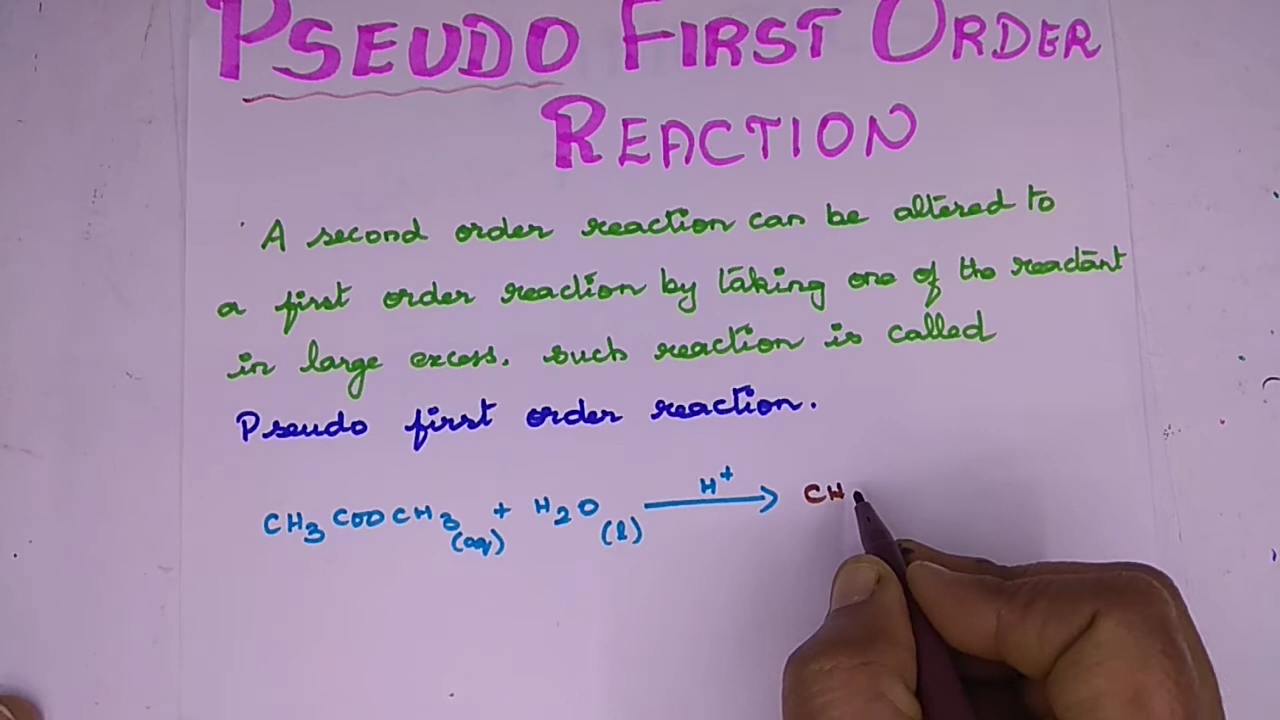 PSEUDO FIRST ORDER
REACTION
A second order reaction can be altered to
a first order reaction by taking one of the reactant
in large excess. Such reaction is called
Pseudo first order reaction.
CH₃COOCH₃(aq) + H₂O(l) —H⁺→ CH